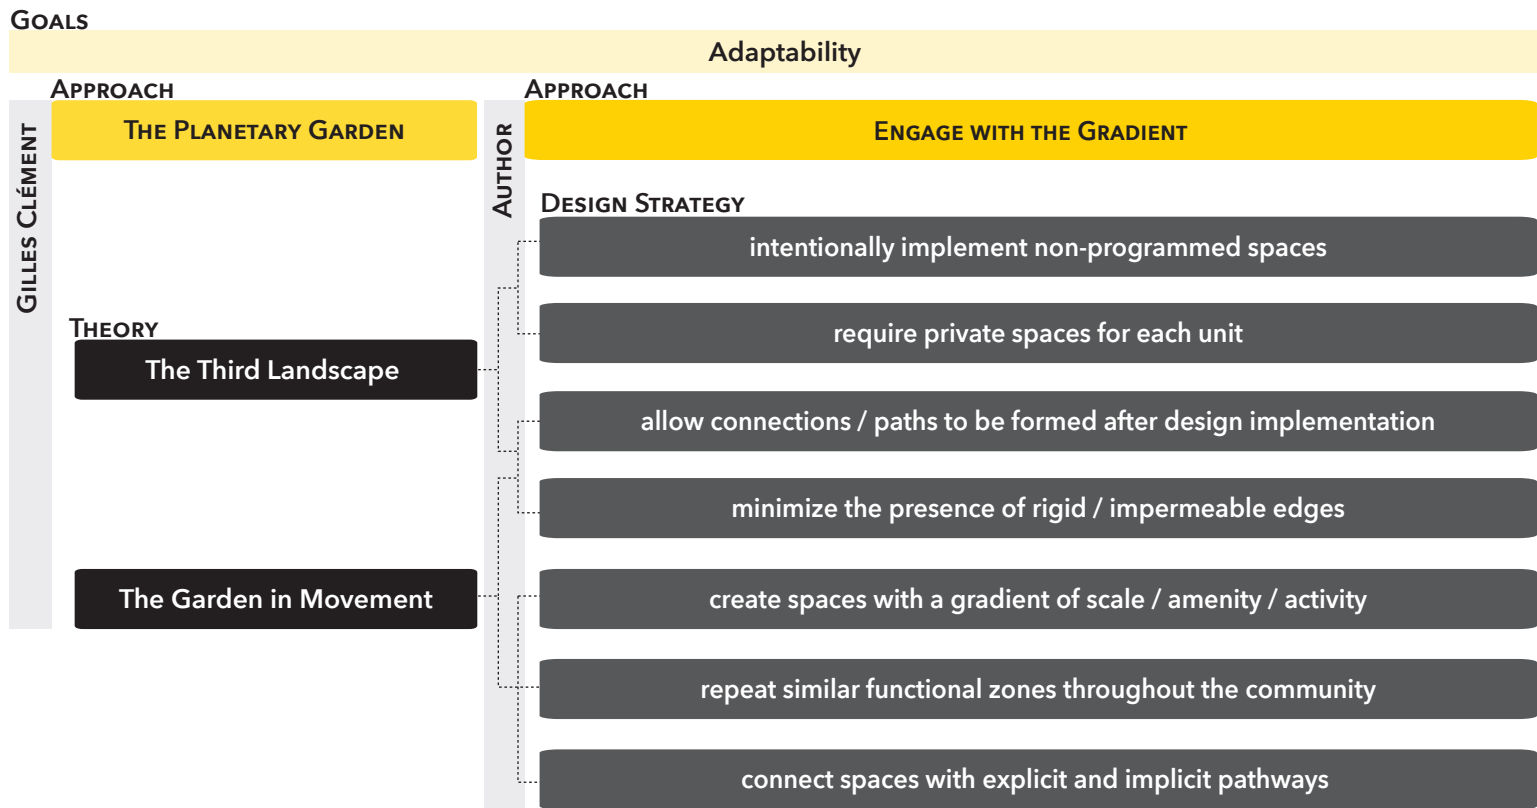 GOALS
Adaptability
APPROACH
APPROACH
GILLES CLÉMENT
THE PLANETARY GARDEN
AUTHOR
ENGAGE WITH THE GRADIENT
DESIGN STRATEGY
intentionally implement non-programmed spaces
require private spaces for each unit
THEORY
The Third Landscape
allow connections / paths to be formed after design implementation
minimize the presence of rigid / impermeable edges
The Garden in Movement
create spaces with a gradient of scale / amenity / activity
repeat similar functional zones throughout the community
connect spaces with explicit and implicit pathways